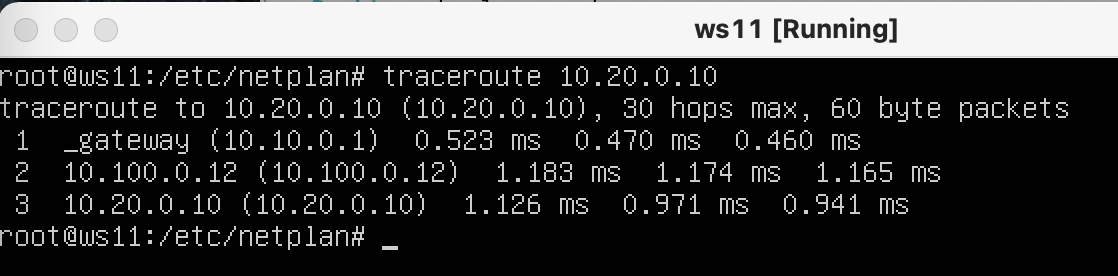 ws11 [Running]
root@ws11:/etc/netplan# traceroute 10.20.0.10
traceroute to 10.20.0.10 (10.20.0.10), 30 hops max, 60 byte packets
 1  _gateway (10.10.0.1)  0.523 ms  0.470 ms  0.460 ms
 2  10.100.0.12 (10.100.0.12)  1.183 ms  1.174 ms  1.165 ms
 3  10.20.0.10 (10.20.0.10)  1.126 ms  0.971 ms  0.941 ms
root@ws11:/etc/netplan# _